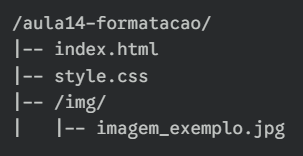 /aula14-formatacao/
|-- index.html
|-- style.css
|-- /img/
|   |-- imagem_exemplo.jpg